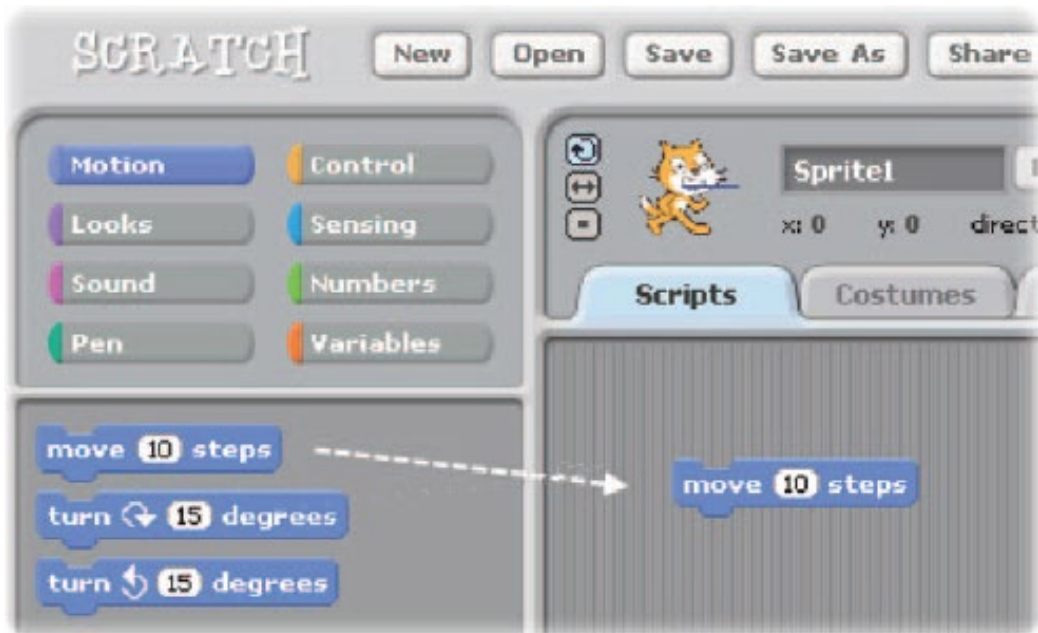 SCRATCH New Open Save Save As Share
Motion Control
Looks Sensing
Sound Numbers
Pen Variables
Sprite1
x: 0 y: 0 direct
Scripts Costumes
move 10 steps
turn 15 degrees
turn 15 degrees
move 10 steps